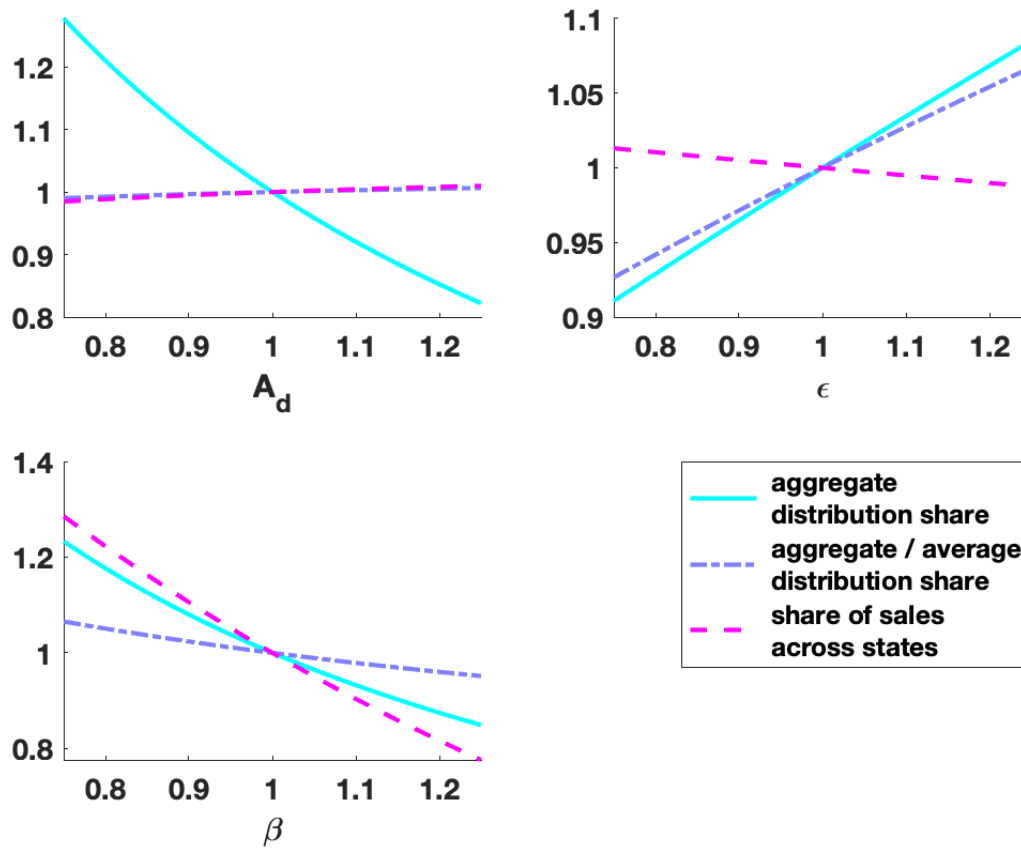 1.2
1.1
1
0.9
0.8
0.8 0.9 1 1.1 1.2
A_d
1.1
1.05
1
0.95
0.9
0.8 0.9 1 1.1 1.2
ϵ
1.4
1.2
1
0.8
0.8 0.9 1 1.1 1.2
β
aggregate
distribution share
aggregate / average
distribution share
share of sales
across states